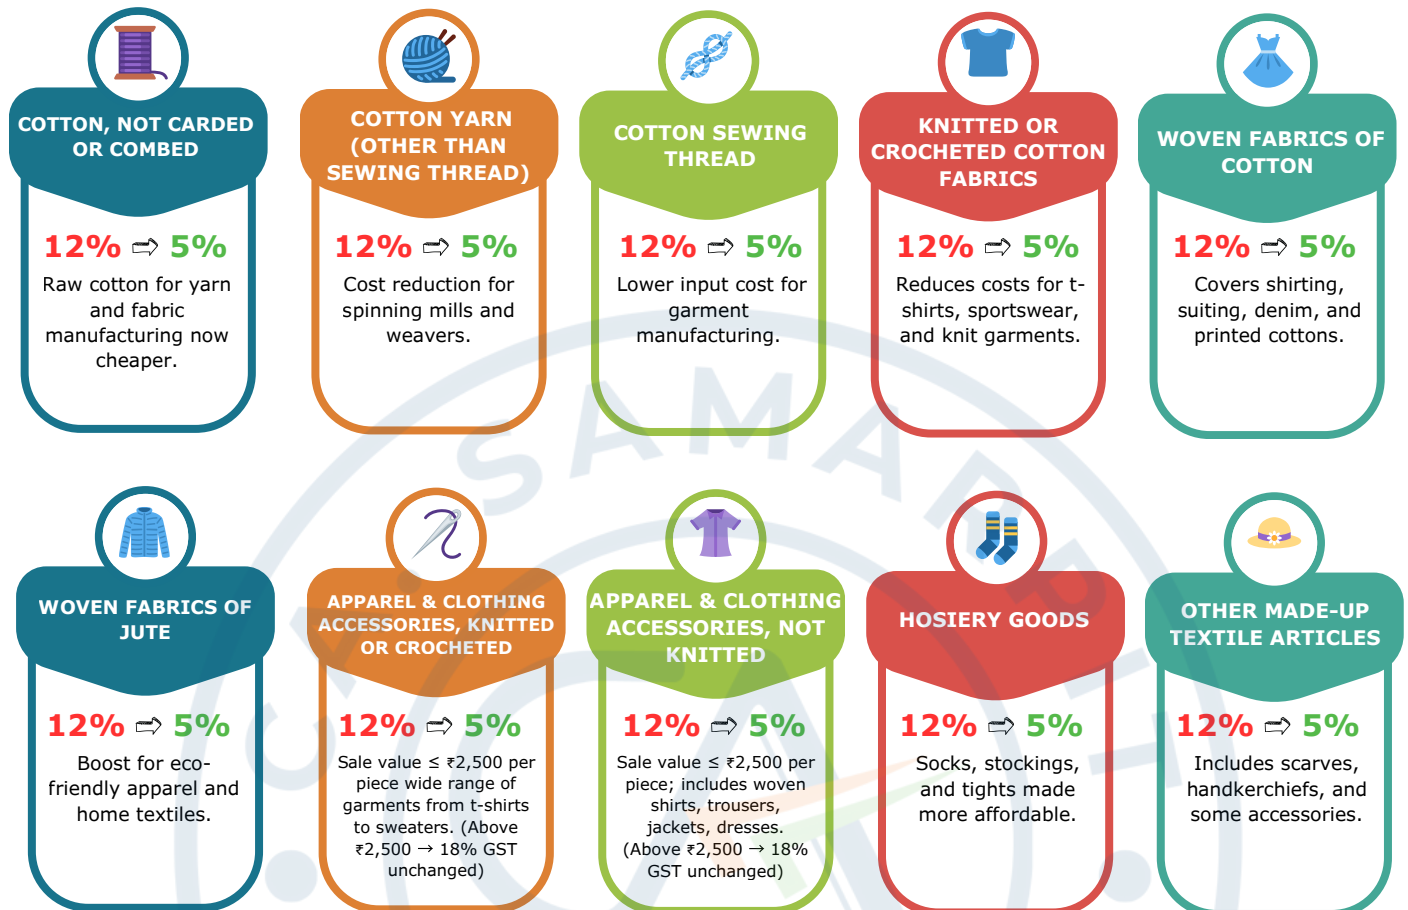 COTTON, NOT CARDED
OR COMBED
12% ⇨ 5%
Raw cotton for yarn
and fabric
manufacturing now
cheaper.
COTTON YARN
(OTHER THAN
SEWING THREAD)
12% ⇨ 5%
Cost reduction for
spinning mills and
weavers.
COTTON SEWING
THREAD
12% ⇨ 5%
Lower input cost for
garment
manufacturing.
KNITTED OR
CROCHETED COTTON
FABRICS
12% ⇨ 5%
Reduces costs for t-
shirts, sportswear,
and knit garments.
WOVEN FABRICS OF
COTTON
12% ⇨ 5%
Covers shirting,
suiting, denim, and
printed cottons.
WOVEN FABRICS OF
JUTE
12% ⇨ 5%
Boost for eco-
friendly apparel and
home textiles.
APPAREL & CLOTHING
ACCESSORIES, KNITTED
OR CROCHETED
12% ⇨ 5%
Sale value ≤ ₹2,500 per
piece wide range of
garments from t-shirts
to sweaters. (Above
₹2,500 → 18% GST
unchanged)
APPAREL & CLOTHING
ACCESSORIES, NOT
KNITTED
12% ⇨ 5%
Sale value ≤ ₹2,500 per
piece; includes woven
shirts, trousers,
jackets, dresses.
(Above ₹2,500 → 18%
GST unchanged)
HOSIERY GOODS
12% ⇨ 5%
Socks, stockings,
and tights made
more affordable.
OTHER MADE-UP
TEXTILE ARTICLES
12% ⇨ 5%
Includes scarves,
handkerchiefs, and
some accessories.
CA. SAMARPIT